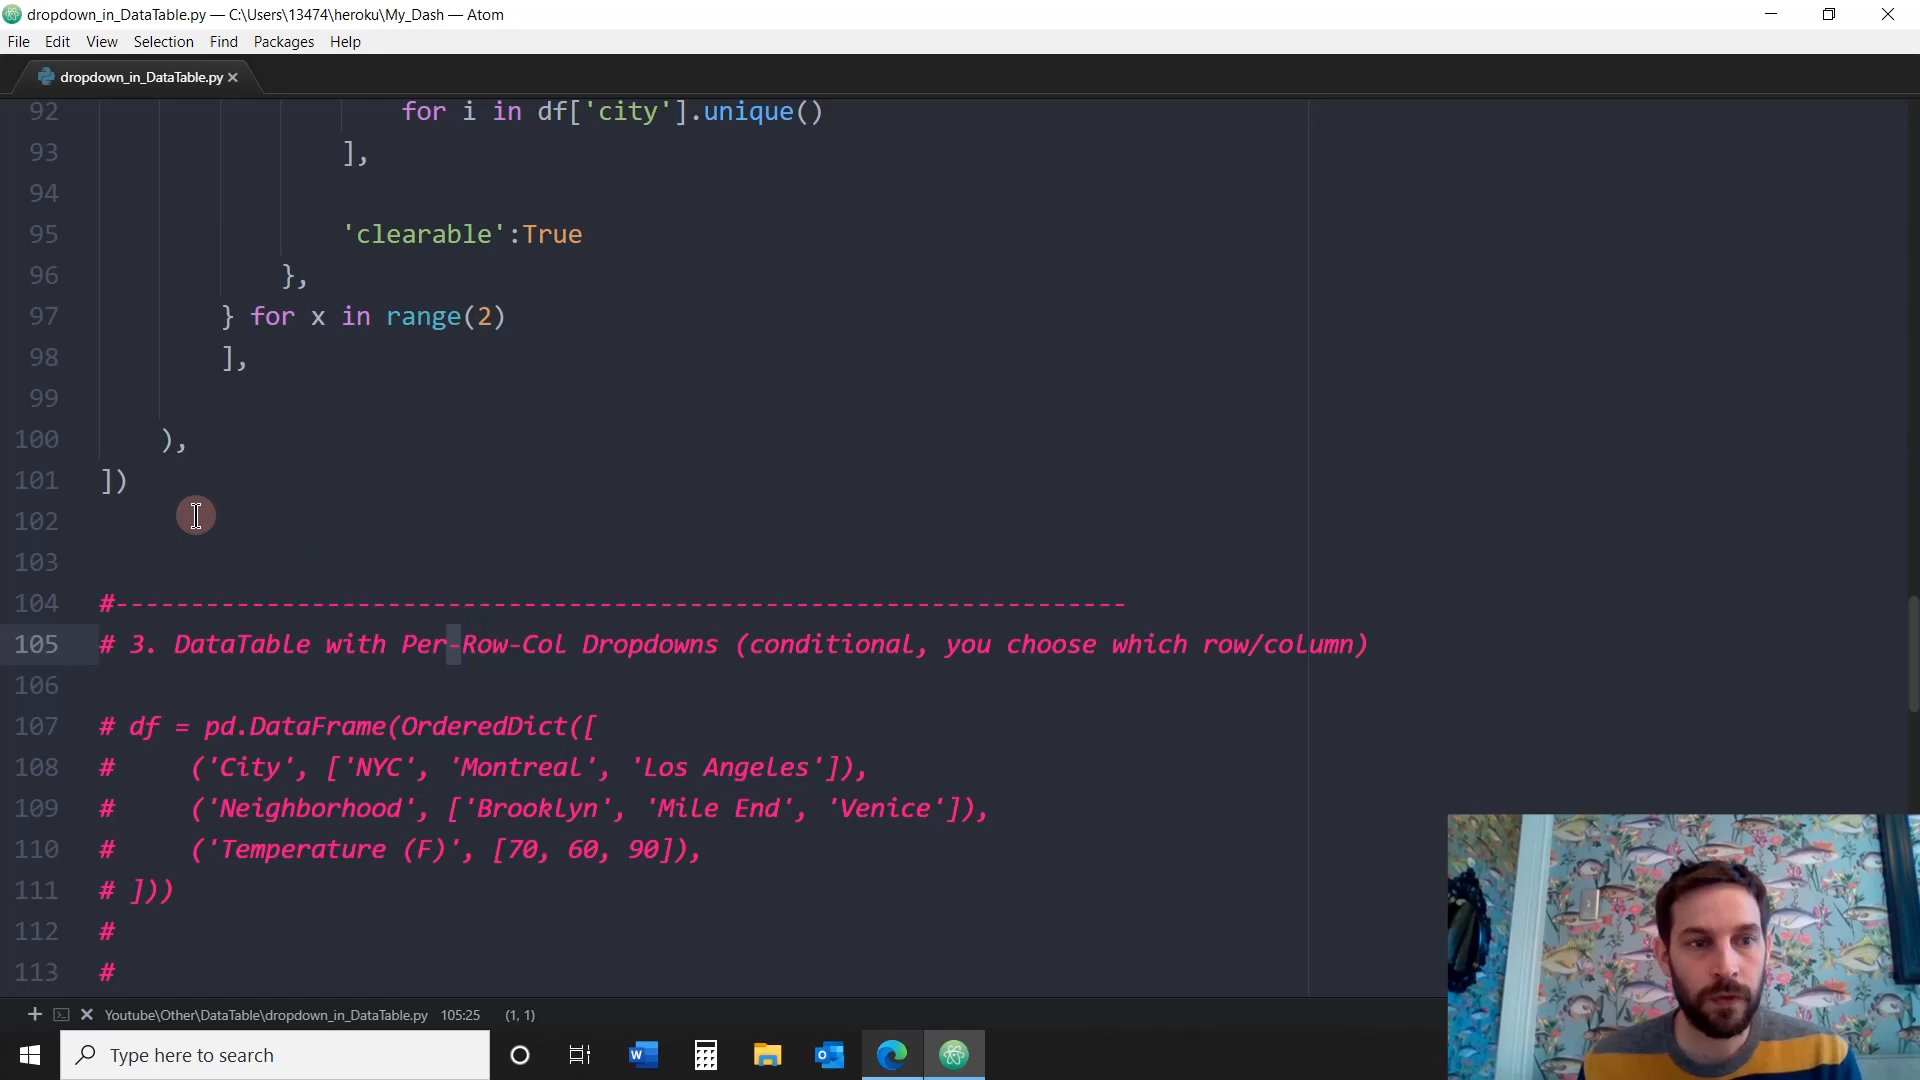 dropdown_in_DataTable.py — C:\Users\13474\heroku\My_Dash — Atom
File Edit View Selection Find Packages Help
dropdown_in_DataTable.py
92 for i in df['city'].unique()
93 ],
94
95 'clearable':True
96 },
97 } for x in range(2)
98 ],
99
100 ),
101 ])
102
103
104 #-------------------------------------------------------------------
105 # 3. DataTable with Per-Row-Col Dropdowns (conditional, you choose which row/column)
106
107 # df = pd.DataFrame(OrderedDict([
108 # ('City', ['NYC', 'Montreal', 'Los Angeles']),
109 # ('Neighborhood', ['Brooklyn', 'Mile End', 'Venice']),
110 # ('Temperature (F)', [70, 60, 90]),
111 # ]))
112 #
113 #
Youtube\Other\DataTable\dropdown_in_DataTable.py 105:25 (1, 1)
Type here to search